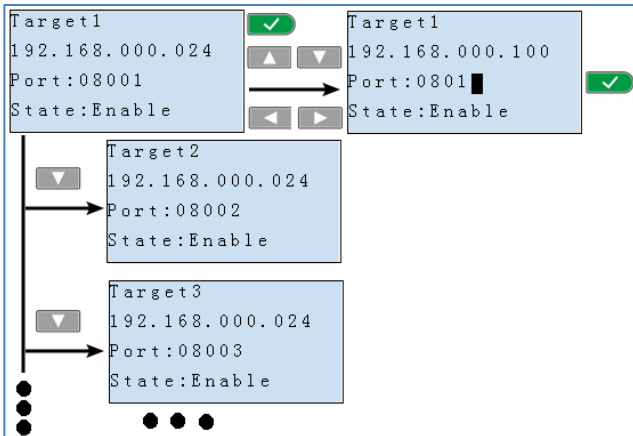 Target1
192.168.000.024
Port:08001
State:Enable
Target1
192.168.000.100
Port:0801
State:Enable
Target2
192.168.000.024
Port:08002
State:Enable
Target3
192.168.000.024
Port:08003
State:Enable